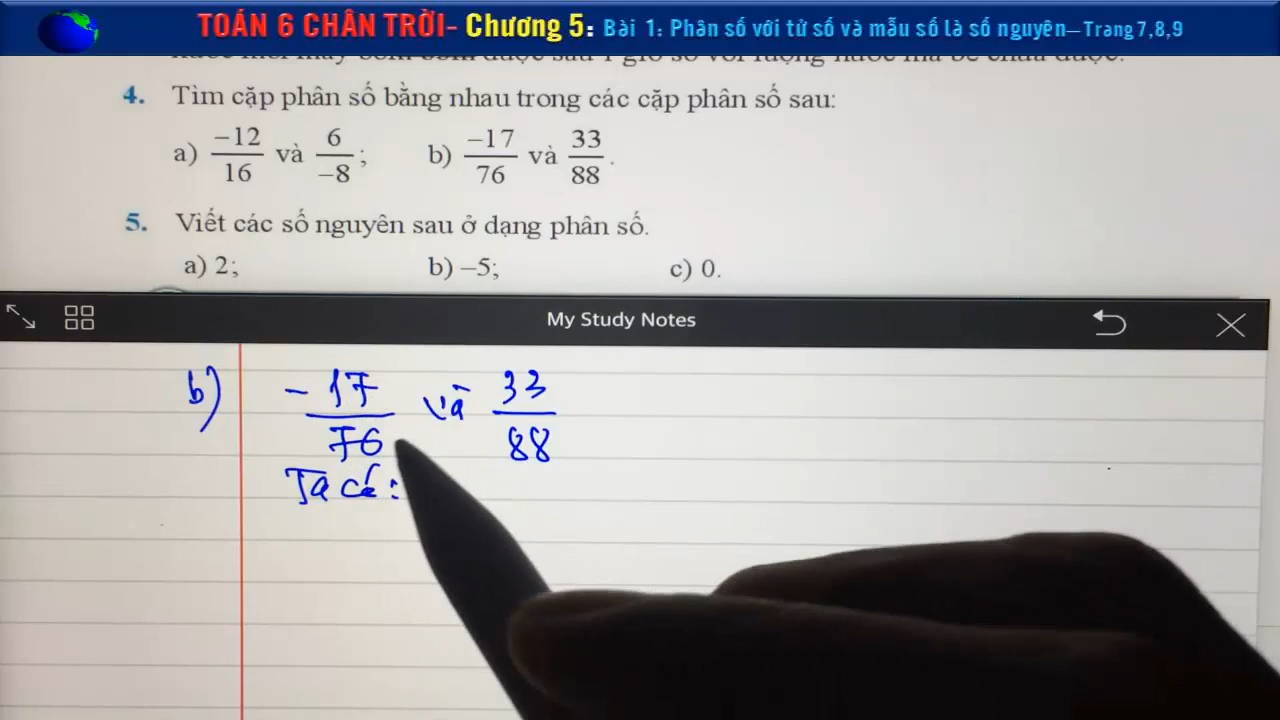 TOÁN 6 CHÂN TRỜI- Chương 5: Bài 1: Phân số với tử số và mẫu số là số nguyên–Trang 7,8,9
4. Tìm cặp phân số bằng nhau trong các cặp phân số sau:
a) -12/16 và 6/-8; b) -17/76 và 33/88.
5. Viết các số nguyên sau ở dạng phân số.
a) 2; b) –5; c) 0.
My Study Notes
b) -17/76 và 33/88
Ta có: